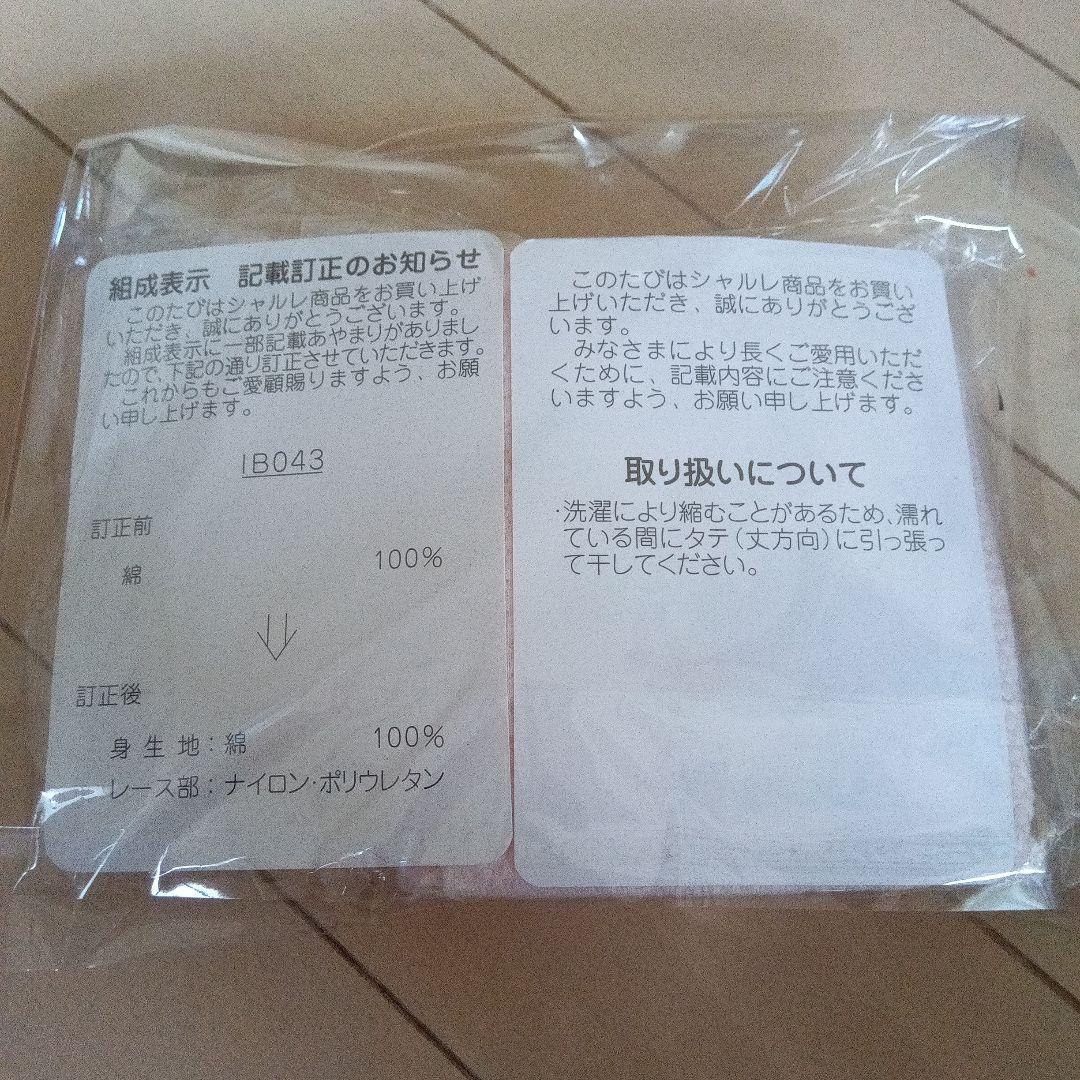 組成表示　記載訂正のお知らせ
このたびはシャルレ商品をお買い上げ
いただき、誠にありがとうございます。
組成表示に一部記載あやまりがありまし
たので、下記の通り訂正させていただきます。
これからもご愛顧賜りますよう、お願
い申し上げます。
IB043
訂正前
綿　100%
訂正後
身生地：綿　100%
レース部：ナイロン・ポリウレタン
このたびはシャルレ商品をお買い
上げいただき、誠にありがとうござ
います。
みなさまにより長くご愛用いただ
くために、記載内容にご注意くださ
いますよう、お願い申し上げます。
取り扱いについて
・洗濯により縮むことがあるため、濡れ
ている間にタテ（丈方向）に引っ張っ
て干してください。